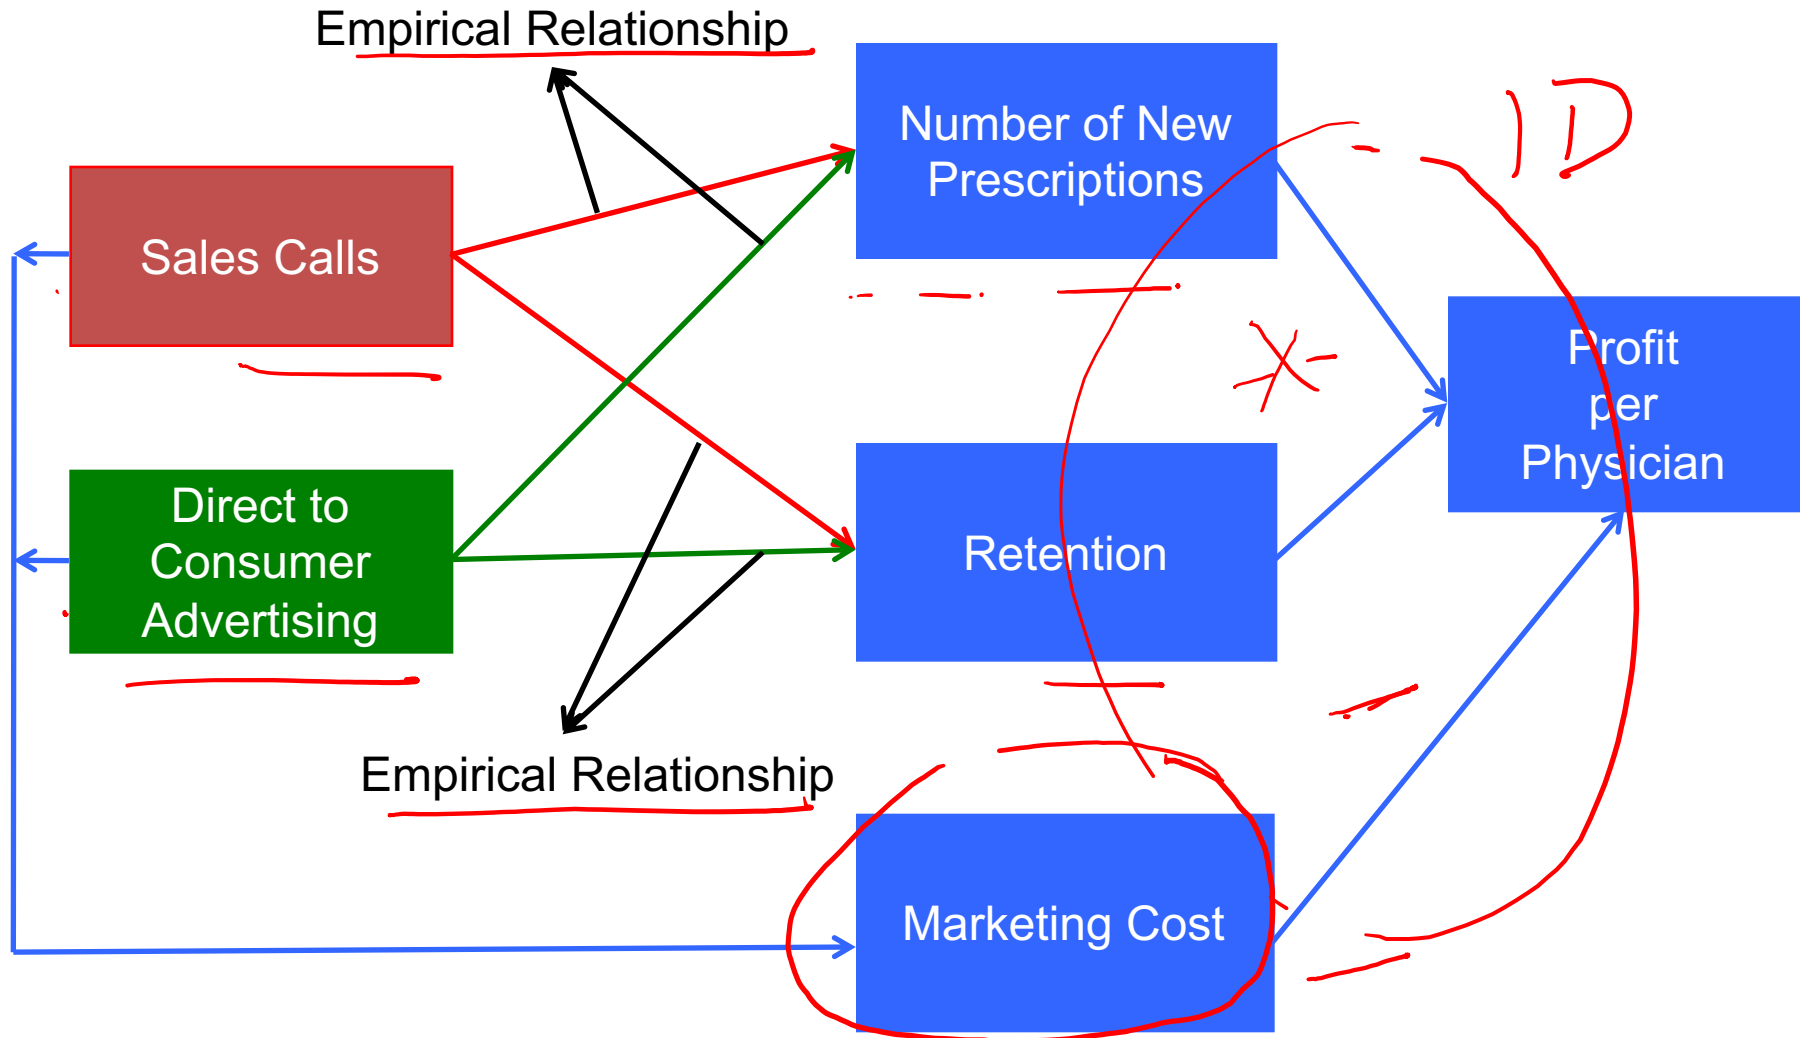 Empirical Relationship
Number of New
Prescriptions
1D
Sales Calls
Profit
per
Physician
Direct to
Consumer
Advertising
Retention
Empirical Relationship
Marketing Cost